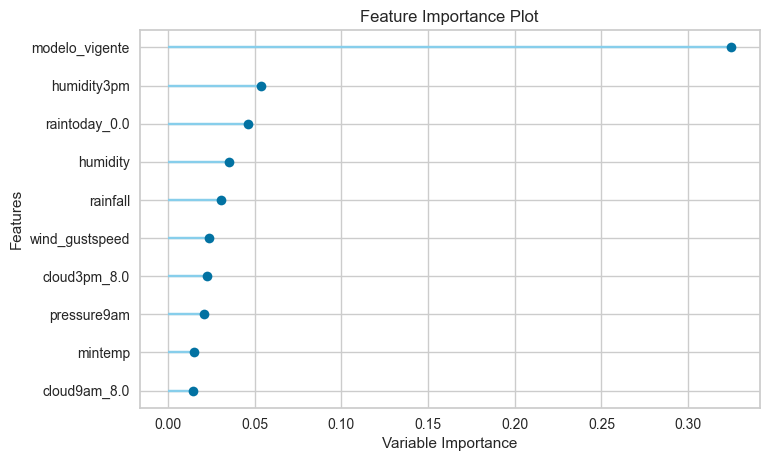 Feature Importance Plot
modelo_vigente
humidity3pm
raintoday_0.0
humidity
rainfall
wind_gustspeed
cloud3pm_8.0
pressure9am
mintemp
cloud9am_8.0
Features
0.00 0.05 0.10 0.15 0.20 0.25 0.30
Variable Importance